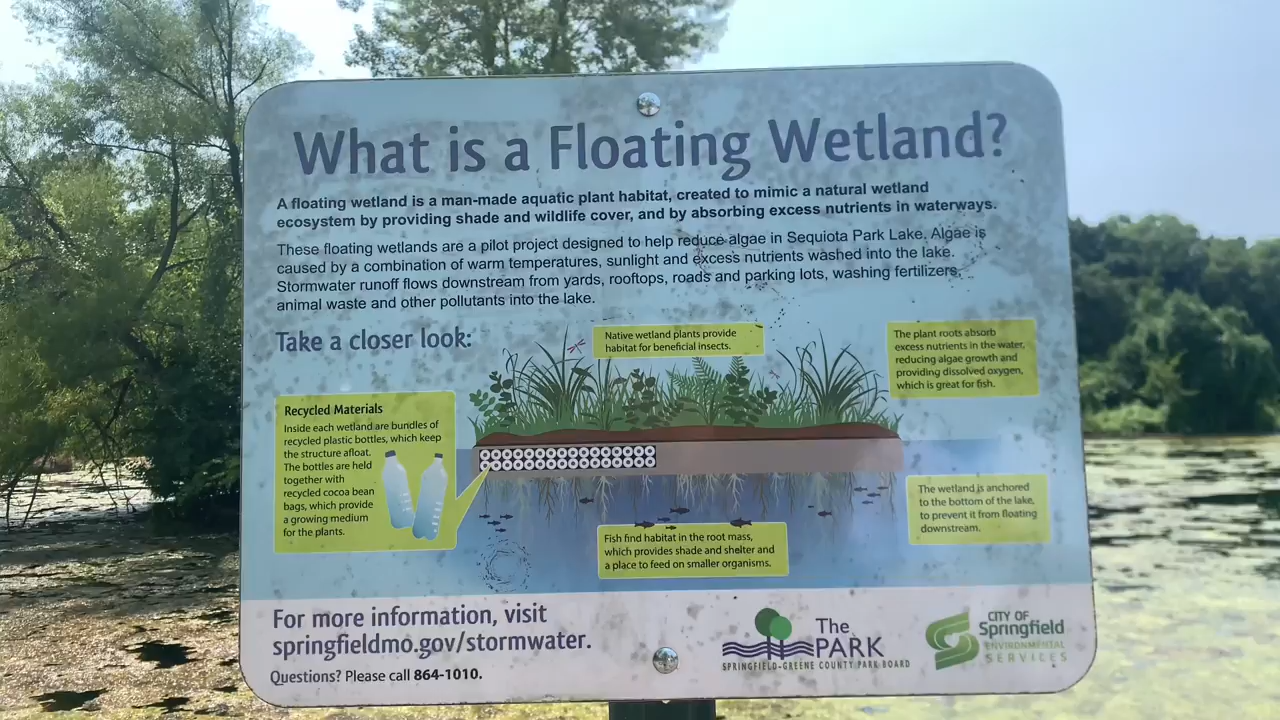 What is a Floating Wetland?
A floating wetland is a man-made aquatic plant habitat, created to mimic a natural wetland
ecosystem by providing shade and wildlife cover, and by absorbing excess nutrients in waterways.
These floating wetlands are a pilot project designed to help reduce algae in Sequiota Park Lake. Algae is
caused by a combination of warm temperatures, sunlight and excess nutrients washed into the lake.
Stormwater runoff flows downstream from yards, rooftops, roads and parking lots, washing fertilizers,
animal waste and other pollutants into the lake.
Take a closer look:
Native wetland plants provide
habitat for beneficial insects.
The plant roots absorb
excess nutrients in the water,
reducing algae growth and
providing dissolved oxygen,
which is great for fish.
Recycled Materials
Inside each wetland are bundles of
recycled plastic bottles, which keep
the structure afloat.
The bottles are held
together with
recycled cocoa bean
bags, which provide
a growing medium
for the plants.
The wetland is anchored
to the bottom of the lake,
to prevent it from floating
downstream.
Fish find habitat in the root mass,
which provides shade and shelter and
a place to feed on smaller organisms.
For more information, visit
springfieldmo.gov/stormwater.
Questions? Please call 864-1010.
The
PARK
SPRINGFIELD-GREENE COUNTY PARK BOARD
CITY OF
Springfield
ENVIRONMENTAL
SERVICES